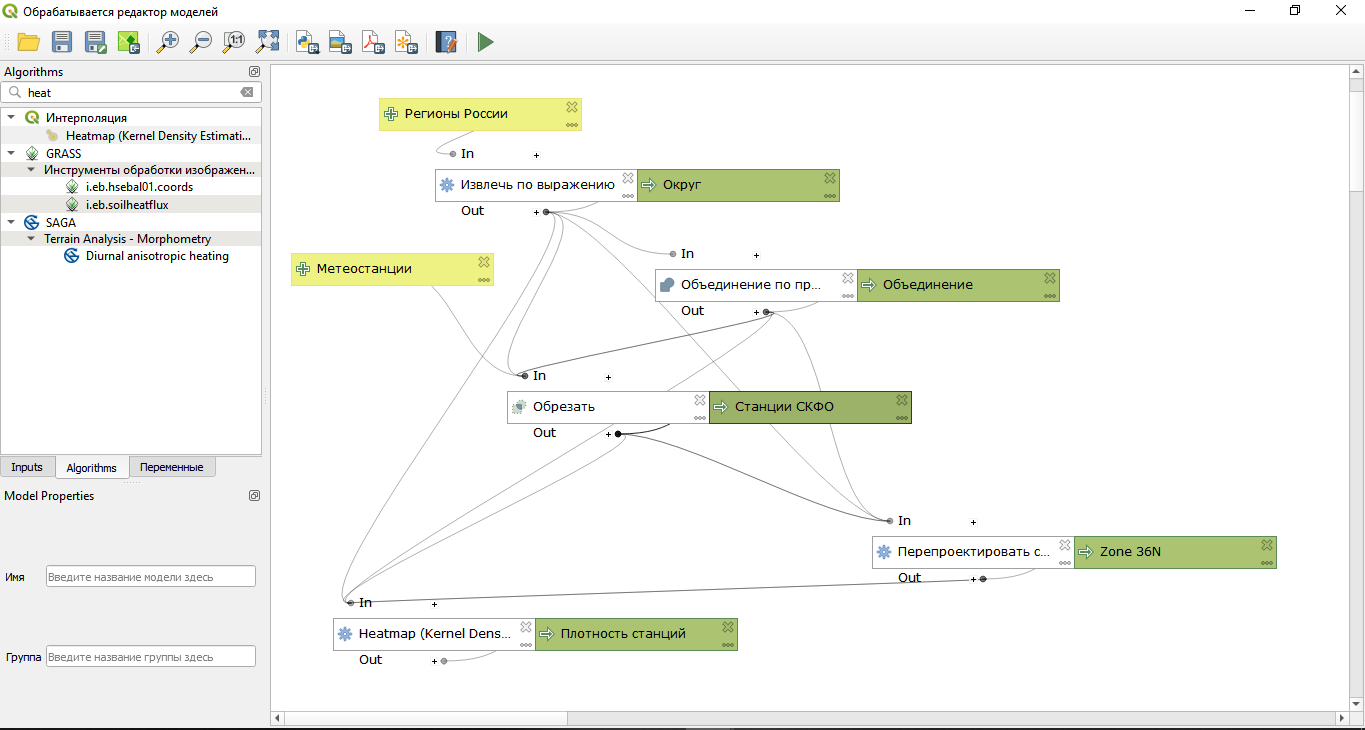 Обрабатывается редактор моделей
1:1
Algorithms
heat
Интерполяция
Heatmap (Kernel Density Estimati...
GRASS
Инструменты обработки изображен...
i.eb.hsebal01.coords
i.eb.soilheatflux
SAGA
Terrain Analysis - Morphometry
Diurnal anisotropic heating
Inputs
Algorithms
Переменные
Model Properties
Имя
Введите название модели здесь
Группа
Введите название группы здесь
Регионы России
In
Извлечь по выражению
Округ
Out
In
Метеостанции
Объединение по пр...
Объединение
Out
In
Обрезать
Станции СКФО
Out
In
Перепроектировать с...
Zone 36N
Out
In
Heatmap (Kernel Dens...
Плотность станций
Out